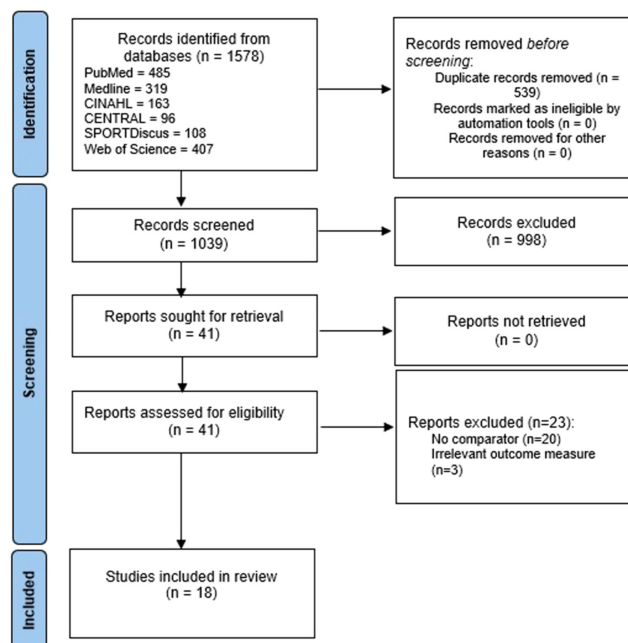 Identification
Records identified from
databases (n = 1578)
PubMed = 485
Medline = 319
CINAHL = 163
CENTRAL = 96
SPORTDiscus = 108
Web of Science = 407
Records removed before
screening:
Duplicate records removed (n =
539)
Records marked as ineligible by
automation tools (n = 0)
Records removed for other
reasons (n = 0)
Screening
Records screened
(n = 1039)
Records excluded
(n = 998)
Reports sought for retrieval
(n = 41)
Reports not retrieved
(n = 0)
Reports assessed for eligibility
(n = 41)
Reports excluded (n=23):
No comparator (n=20)
Irrelevant outcome measure
(n=3)
Included
Studies included in review
(n = 18)